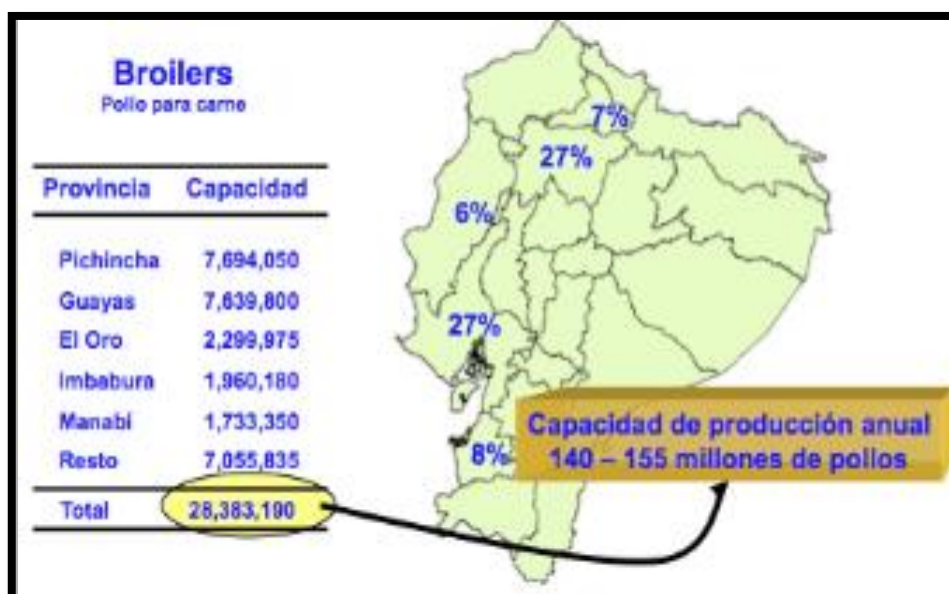 Broilers
Pollo para carne
Provincia Capacidad
Pichincha 7,694,050
Guayas 7,639,800
El Oro 2,299,975
Imbabura 1,960,180
Manabí 1,733,350
Resto 7,055,835
Total 28,383,190
7%
27%
6%
27%
8%
Capacidad de producción anual
140 – 155 millones de pollos